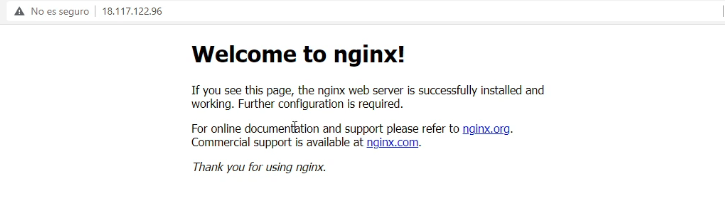 No es seguro | 18.117.122.96
Welcome to nginx!
If you see this page, the nginx web server is successfully installed and
working. Further configuration is required.
For online documentation and support please refer to nginx.org.
Commercial support is available at nginx.com.
Thank you for using nginx.